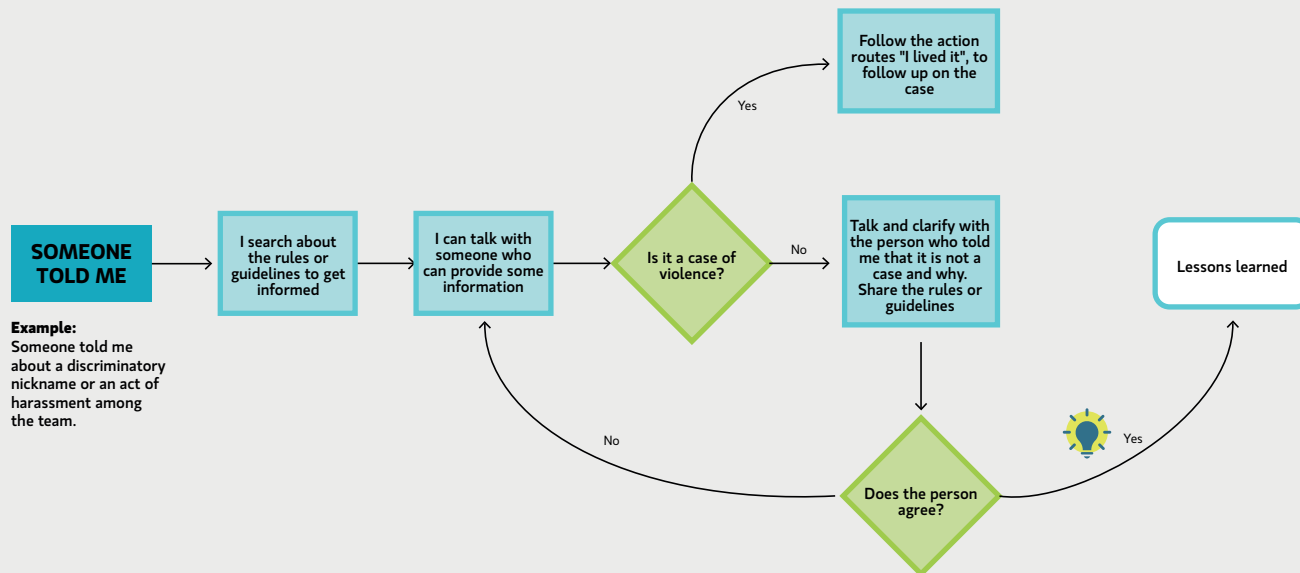 SOMEONE
TOLD ME
Example:
Someone told me
about a discriminatory
nickname or an act of
harassment among
the team.
I search about
the rules or
guidelines to get
informed
I can talk with
someone who
can provide some
information
Is it a case of
violence?
Yes
Follow the action
routes "I lived it", to
follow up on the
case
No
Talk and clarify with
the person who told
me that it is not a
case and why.
Share the rules or
guidelines
Does the person
agree?
No
Yes
Lessons learned